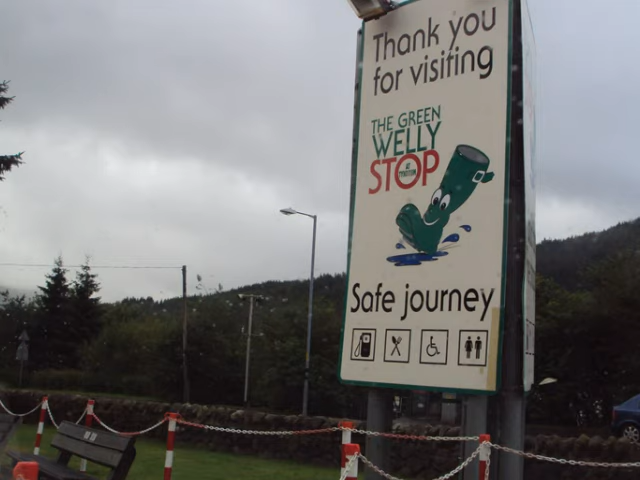 Thank you
for visiting
THE GREEN
WELLY
STOP
Safe journey